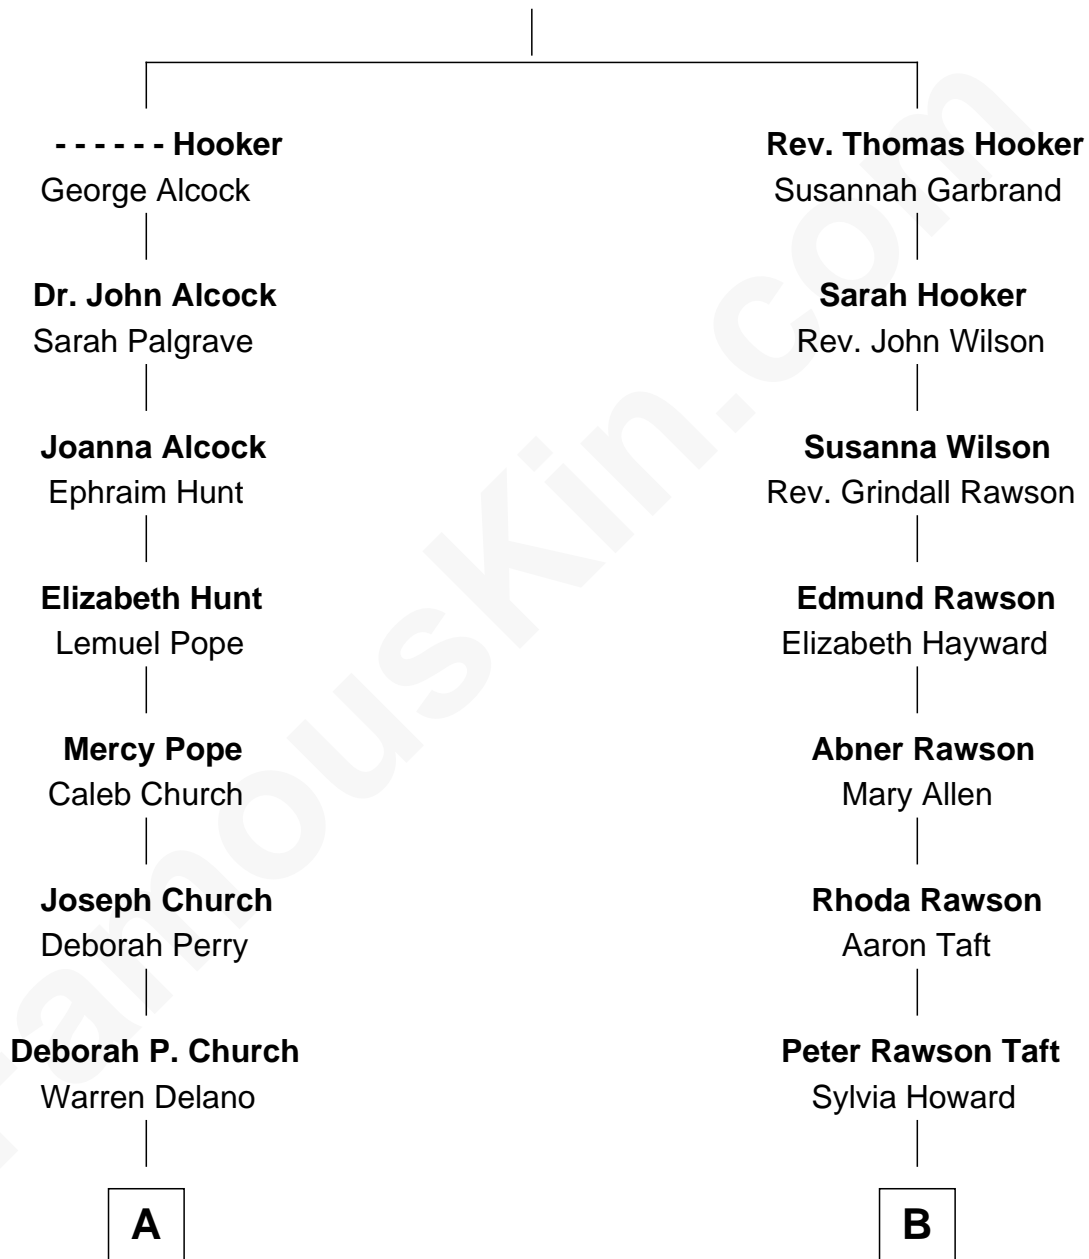 - - - - - - Hooker
George Alcock
Dr. John Alcock
Sarah Palgrave
Joanna Alcock
Ephraim Hunt
Elizabeth Hunt
Lemuel Pope
Mercy Pope
Caleb Church
Joseph Church
Deborah Perry
Deborah P. Church
Warren Delano
A
Rev. Thomas Hooker
Susannah Garbrand
Sarah Hooker
Rev. John Wilson
Susanna Wilson
Rev. Grindall Rawson
Edmund Rawson
Elizabeth Hayward
Abner Rawson
Mary Allen
Rhoda Rawson
Aaron Taft
Peter Rawson Taft
Sylvia Howard
B
FamousKin.com